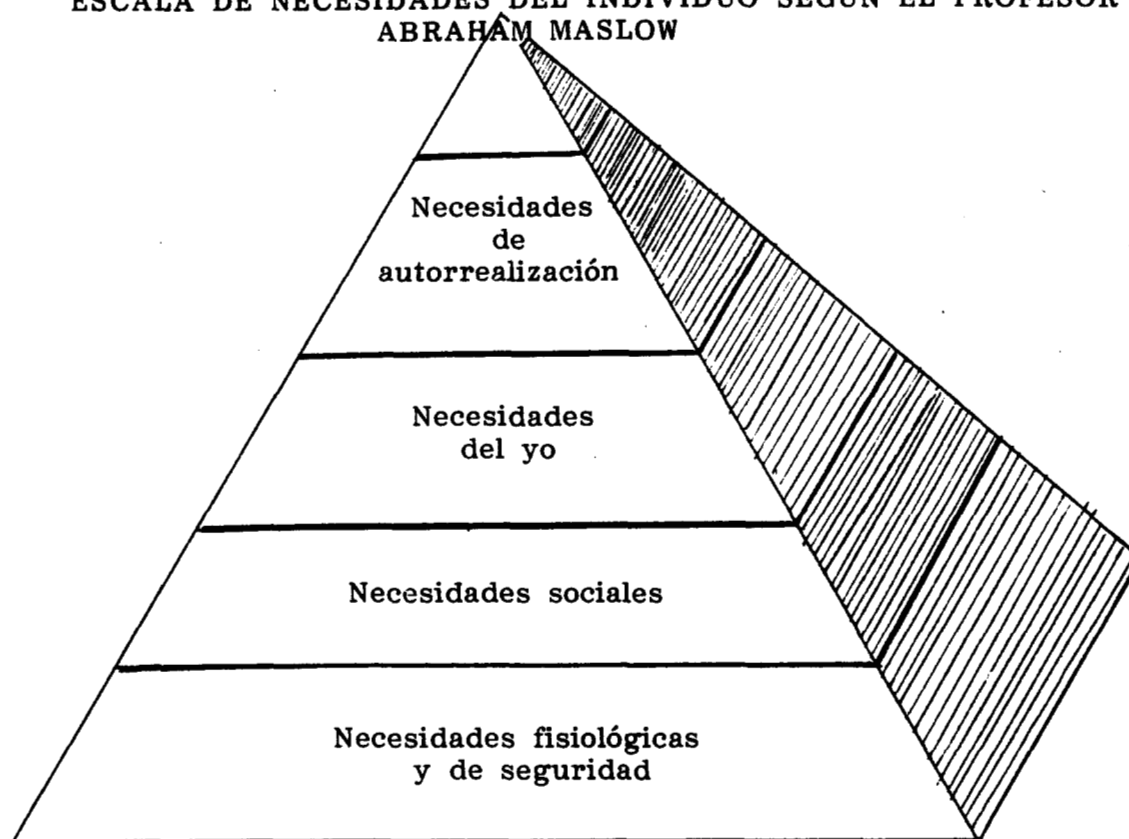 ESCALA DE NECESIDADES DEL INDIVIDUO SEGUN EL PROFESOR
ABRAHAM MASLOW
Necesidades
de
autorrealización
Necesidades
del yo
Necesidades sociales
Necesidades fisiológicas
y de seguridad